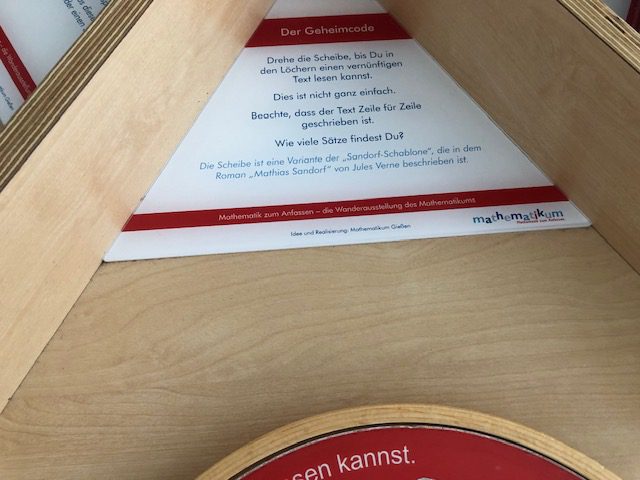 Der Geheimcode
Drehe die Scheibe, bis Du in
den Löchern einen vernünftigen
Text lesen kannst.
Dies ist nicht ganz einfach.
Beachte, dass der Text Zeile für Zeile
geschrieben ist.
Wie viele Sätze findest Du?
Die Scheibe ist eine Variante der „Sandorf-Schablone“, die in dem
Roman „Mathias Sandorf“ von Jules Verne beschrieben ist.
Mathematik zum Anfassen – die Wanderausstellung des Mathematikums
mathematikum
Mathematik zum Anfassen
Idee und Realisierung: Mathematikum Gießen
kannst.